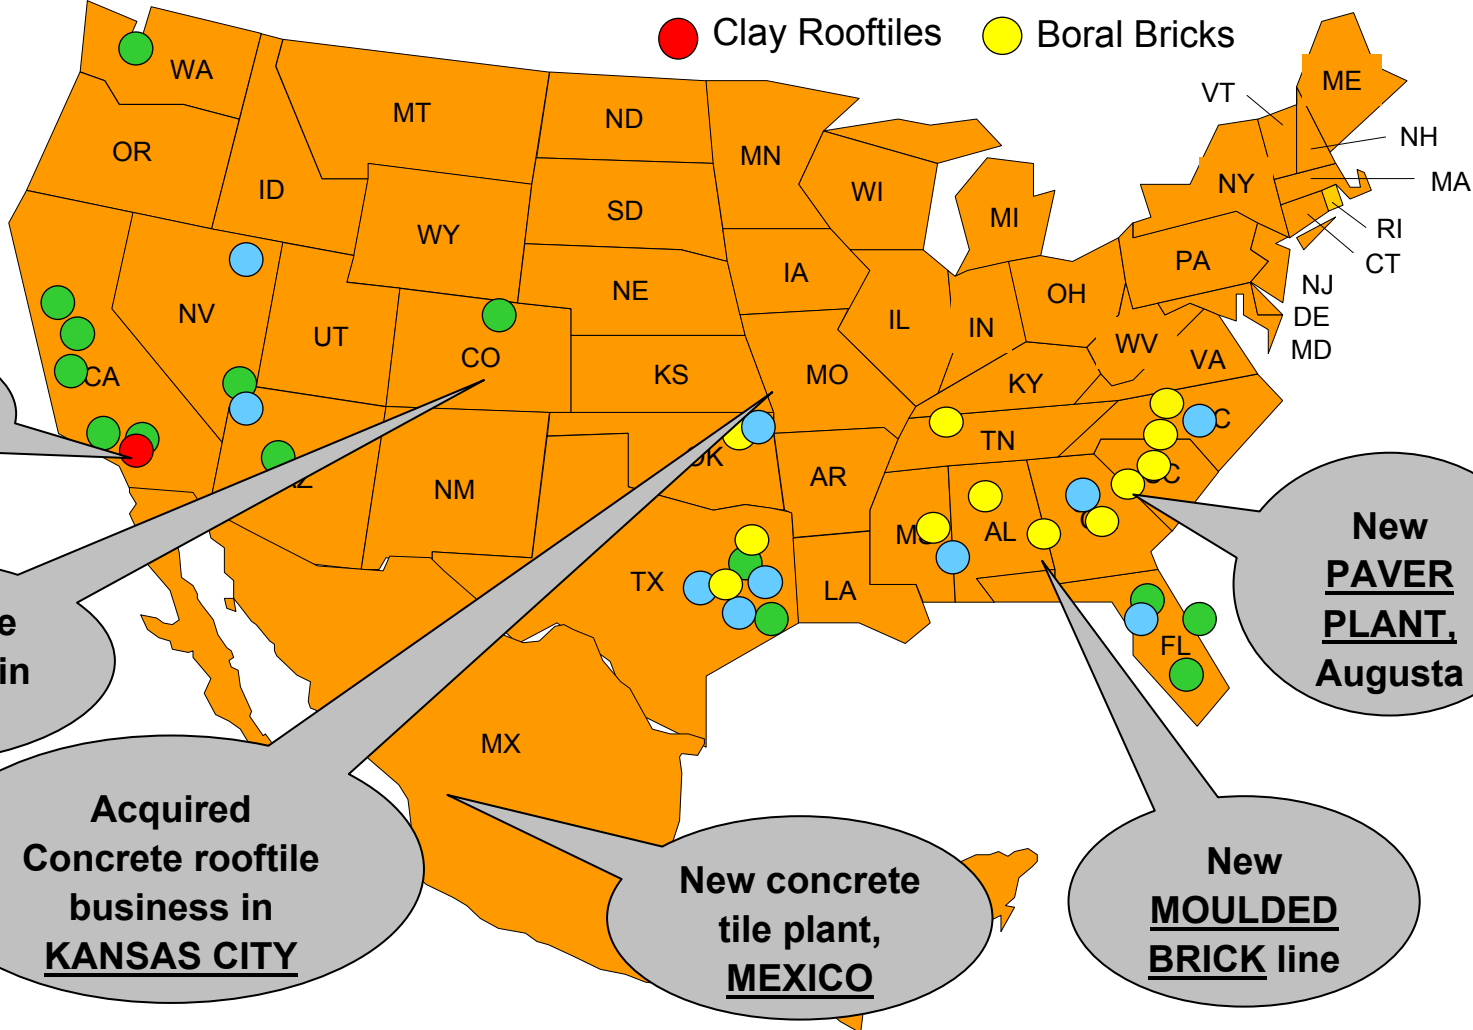 Clay Rooftiles
Boral Bricks
WA
MT
ND
MN
ME
VT
NH
OR
ID
SD
WI
MI
NY
MA
WY
RI
CT
NV
NE
IA
PA
NJ
UT
CO
IL
IN
OH
DE
MD
CA
KS
MO
WV
VA
KY
TN
C
OK
AR
C
NM
TX
LA
AL
FL
MX
in
New
PAVER
PLANT,
Augusta
Acquired
Concrete rooftile
business in
KANSAS CITY
New concrete
tile plant,
MEXICO
New
MOULDED
BRICK line